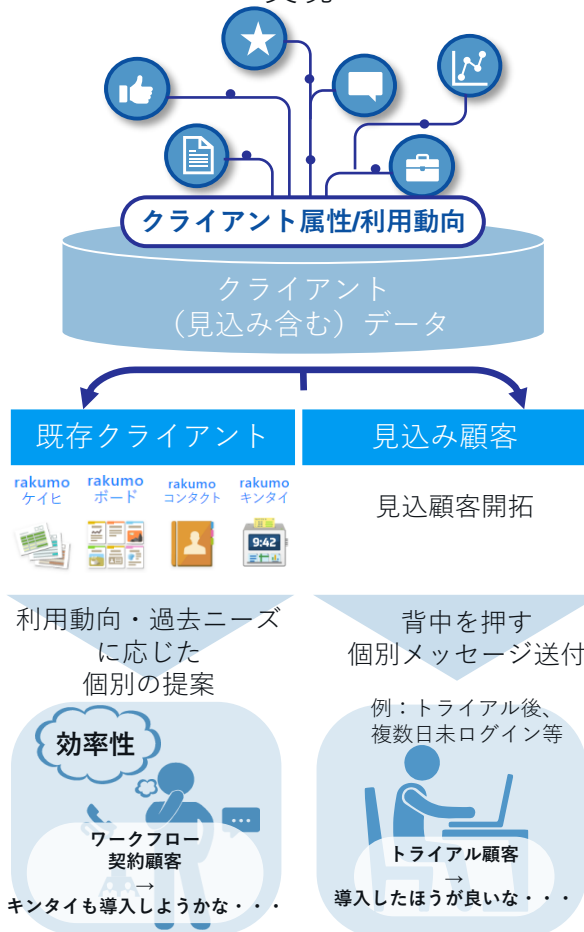 クライアント属性/利用動向
クライアント
（見込み含む）データ
既存クライアント
見込み顧客
rakumo
ケイヒ
rakumo
ボード
rakumo
コンタクト
rakumo
キンタイ
9:42
見込顧客開拓
利用動向・過去ニーズ
に応じた
個別の提案
背中を押す
個別メッセージ送付
例：トライアル後、
複数日未ログイン等
効率性
ワークフロー
契約顧客
→
キンタイも導入しようかな・・・
トライアル顧客
→
導入したほうが良いな・・・